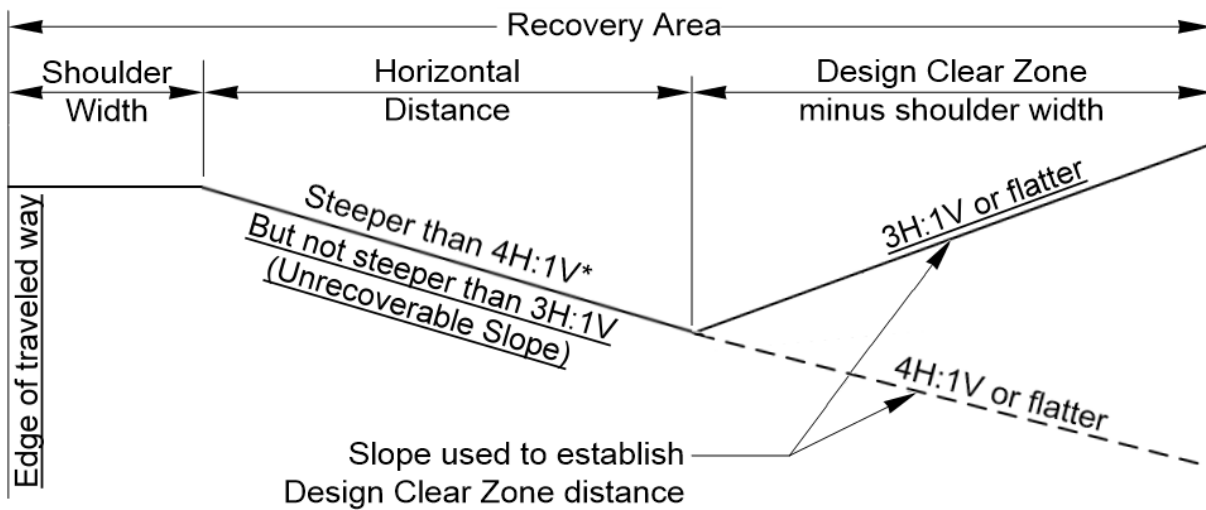 Recovery Area
Shoulder
Width
Horizontal
Distance
Design Clear Zone
minus shoulder width
Edge of traveled way
Steeper than 4H:1V*
But not steeper than 3H:1V
(Unrecoverable Slope)
3H:1V or flatter
4H:1V or flatter
Slope used to establish
Design Clear Zone distance